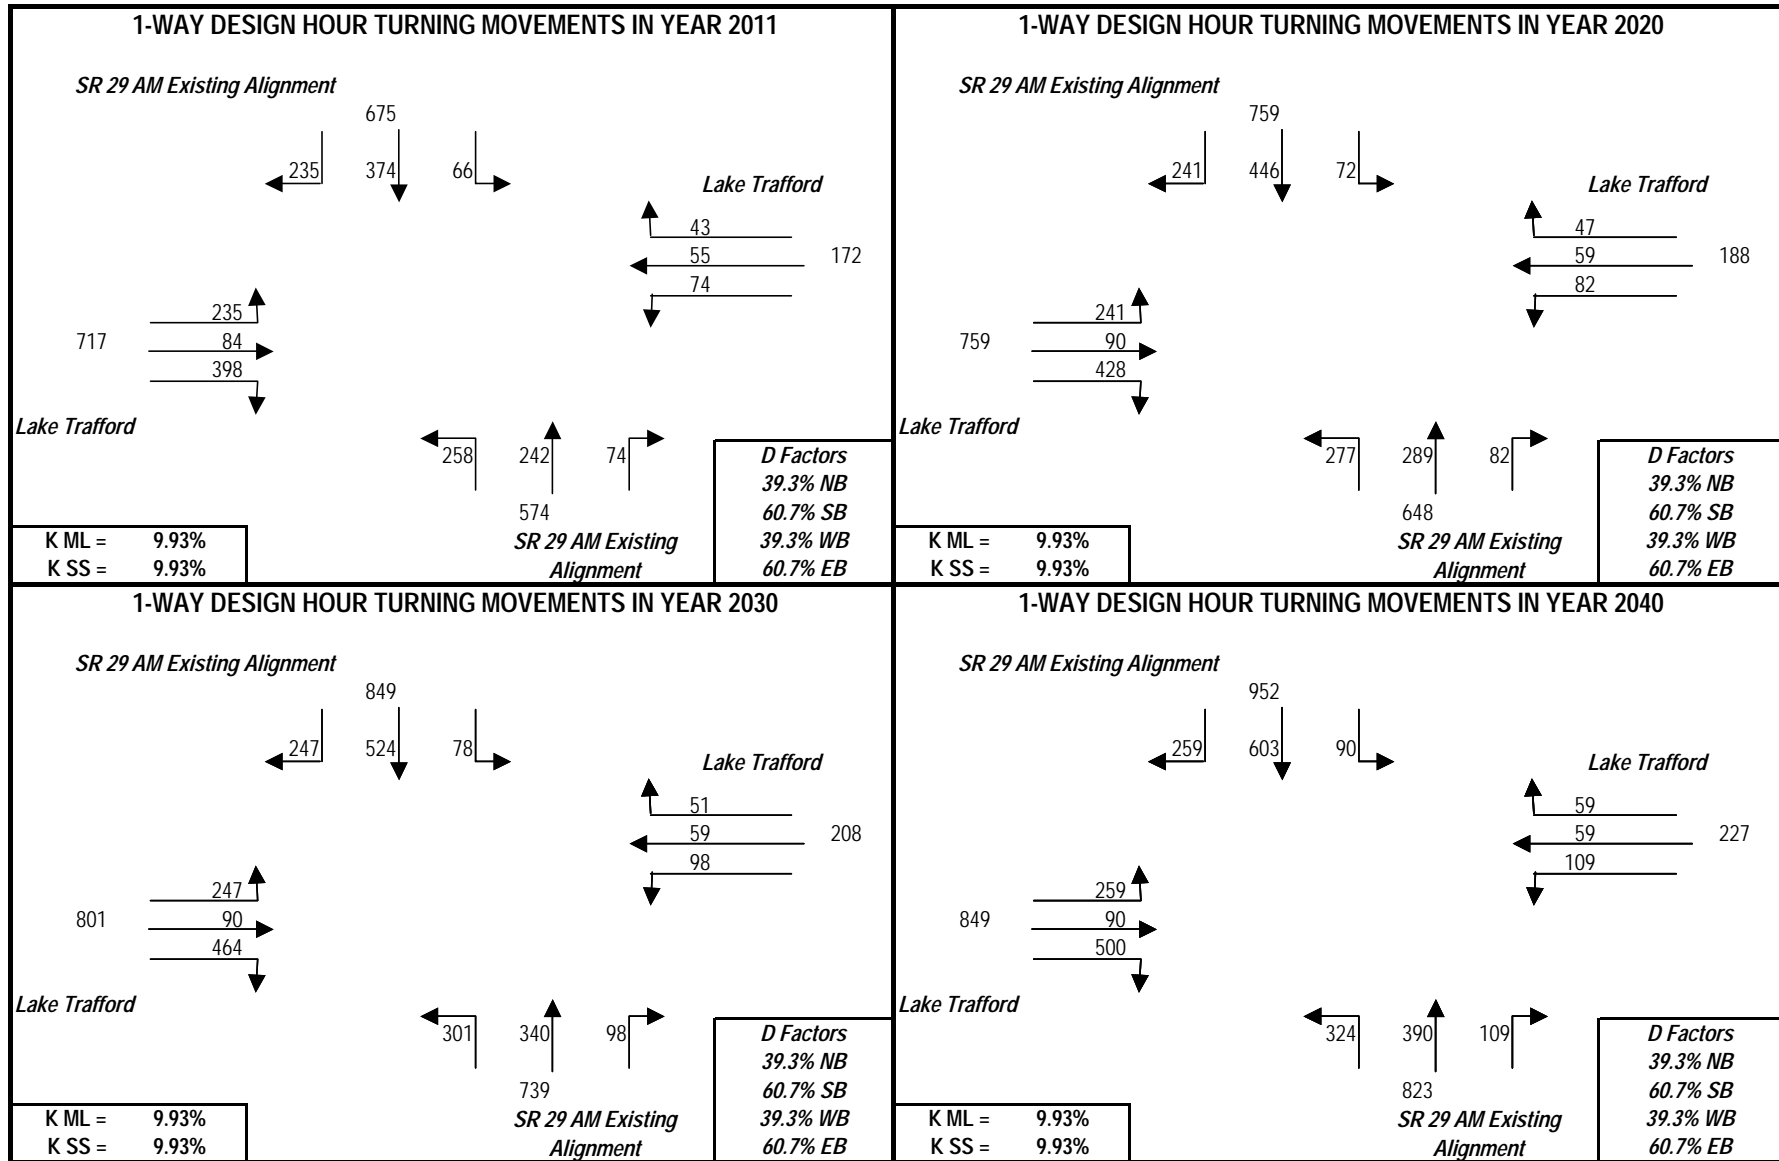 1-WAY DESIGN HOUR TURNING MOVEMENTS IN YEAR 2011
SR 29 AM Existing Alignment
675
235 374 66
Lake Trafford
43
55 172
74
235
717 84
398
Lake Trafford
258 242 74
574
SR 29 AM Existing
Alignment
D Factors
39.3% NB
60.7% SB
39.3% WB
60.7% EB
K ML = 9.93%
K SS = 9.93%
1-WAY DESIGN HOUR TURNING MOVEMENTS IN YEAR 2020
SR 29 AM Existing Alignment
759
241 446 72
Lake Trafford
47
59 188
82
241
759 90
428
Lake Trafford
277 289 82
648
SR 29 AM Existing
Alignment
D Factors
39.3% NB
60.7% SB
39.3% WB
60.7% EB
K ML = 9.93%
K SS = 9.93%
1-WAY DESIGN HOUR TURNING MOVEMENTS IN YEAR 2030
SR 29 AM Existing Alignment
849
247 524 78
Lake Trafford
51
59 208
98
247
801 90
464
Lake Trafford
301 340 98
739
SR 29 AM Existing
Alignment
D Factors
39.3% NB
60.7% SB
39.3% WB
60.7% EB
K ML = 9.93%
K SS = 9.93%
1-WAY DESIGN HOUR TURNING MOVEMENTS IN YEAR 2040
SR 29 AM Existing Alignment
952
259 603 90
Lake Trafford
59
59 227
109
259
849 90
500
Lake Trafford
324 390 109
823
SR 29 AM Existing
Alignment
D Factors
39.3% NB
60.7% SB
39.3% WB
60.7% EB
K ML = 9.93%
K SS = 9.93%